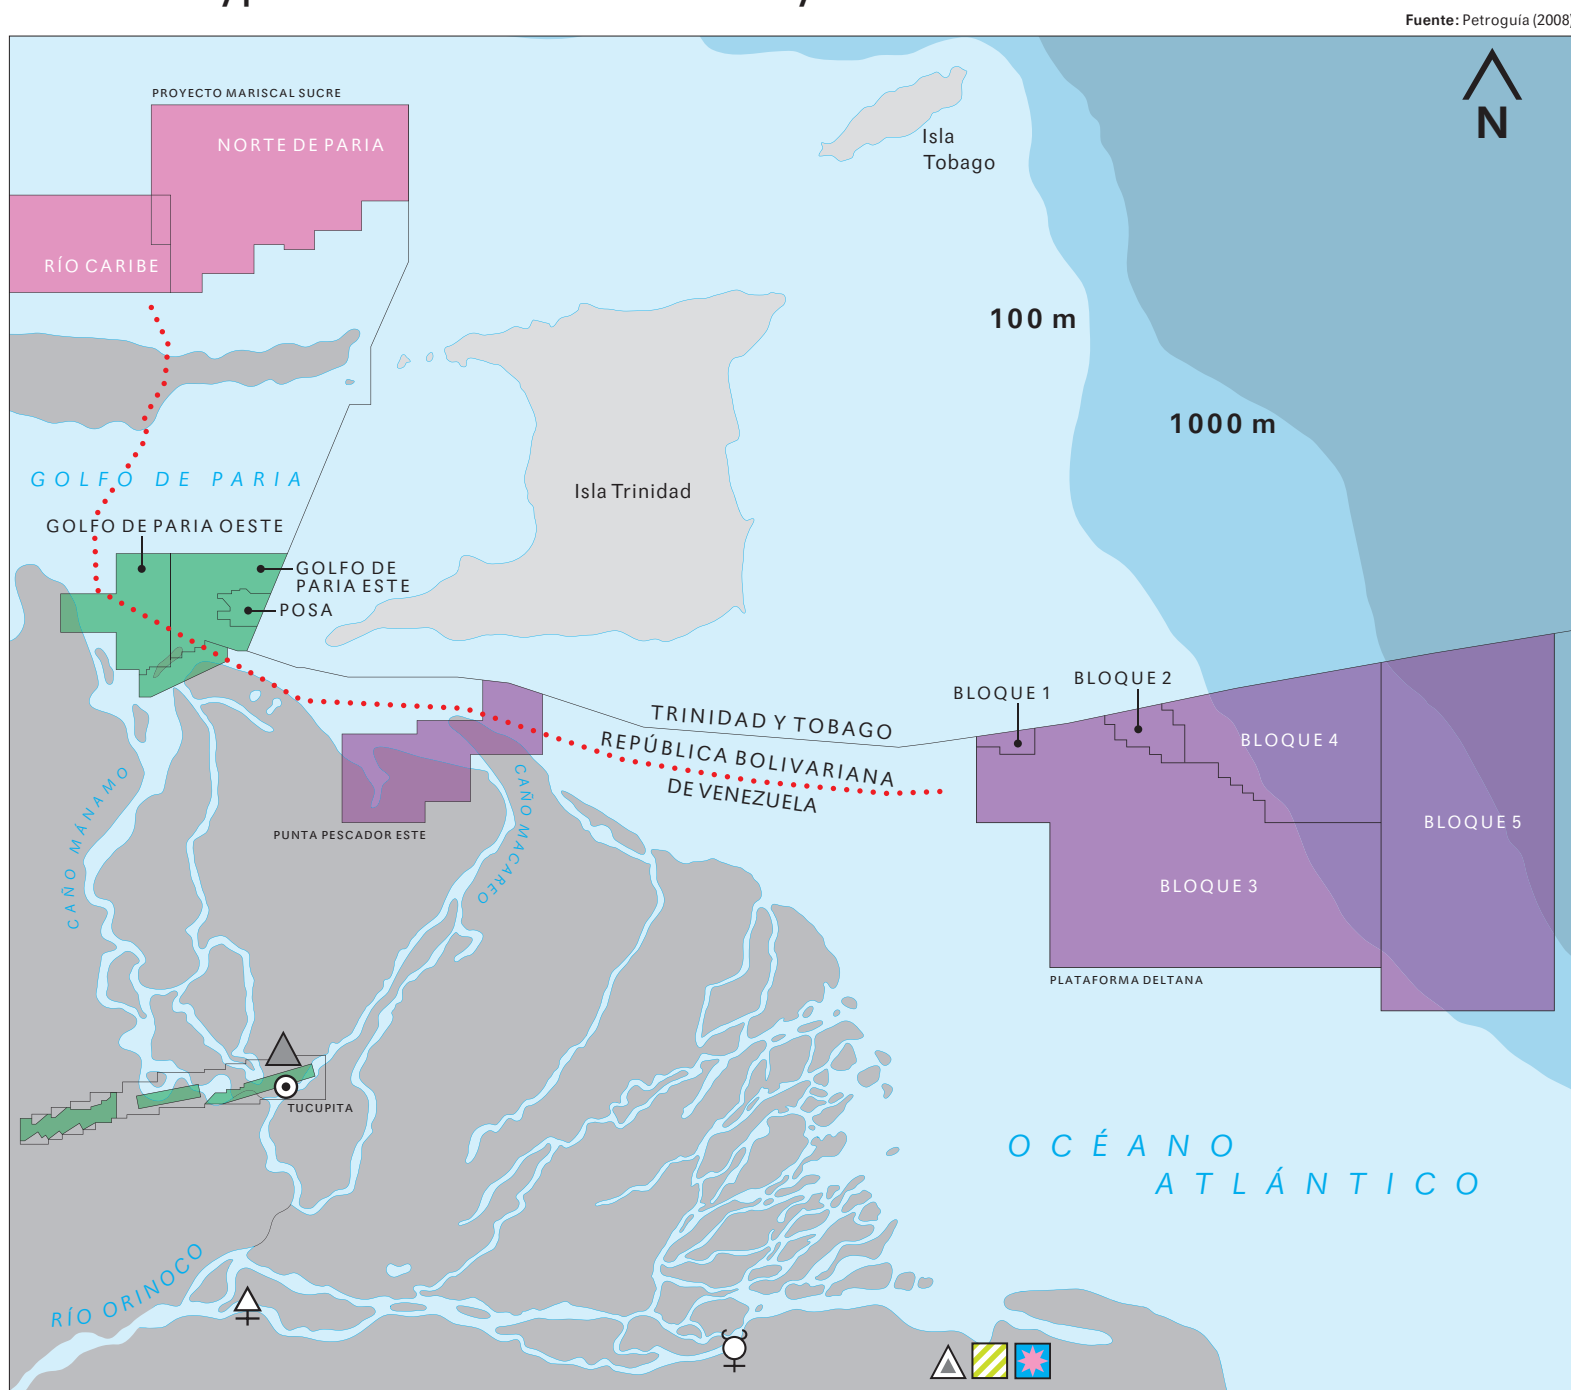 Fuente: Petroguía (2008)
PROYECTO MARISCAL SUCRE
N
NORTE DE PARIA
Isla
Tobago
RÍO CARIBE
100 m
1000 m
GOLFO DE PARIA
Isla Trinidad
GOLFO DE PARIA OESTE
GOLFO DE
PARIA ESTE
POSA
BLOQUE 1
BLOQUE 2
TRINIDAD Y TOBAGO
REPÚBLICA BOLIVARIANA
DE VENEZUELA
BLOQUE 4
BLOQUE 5
CAÑO MÁNAMO
CAÑO MACAREO
PUNTA PESCADOR ESTE
BLOQUE 3
PLATAFORMA DELTANA
TUCUPITA
OCÉANO
ATLÁNTICO
RÍO ORINOCO